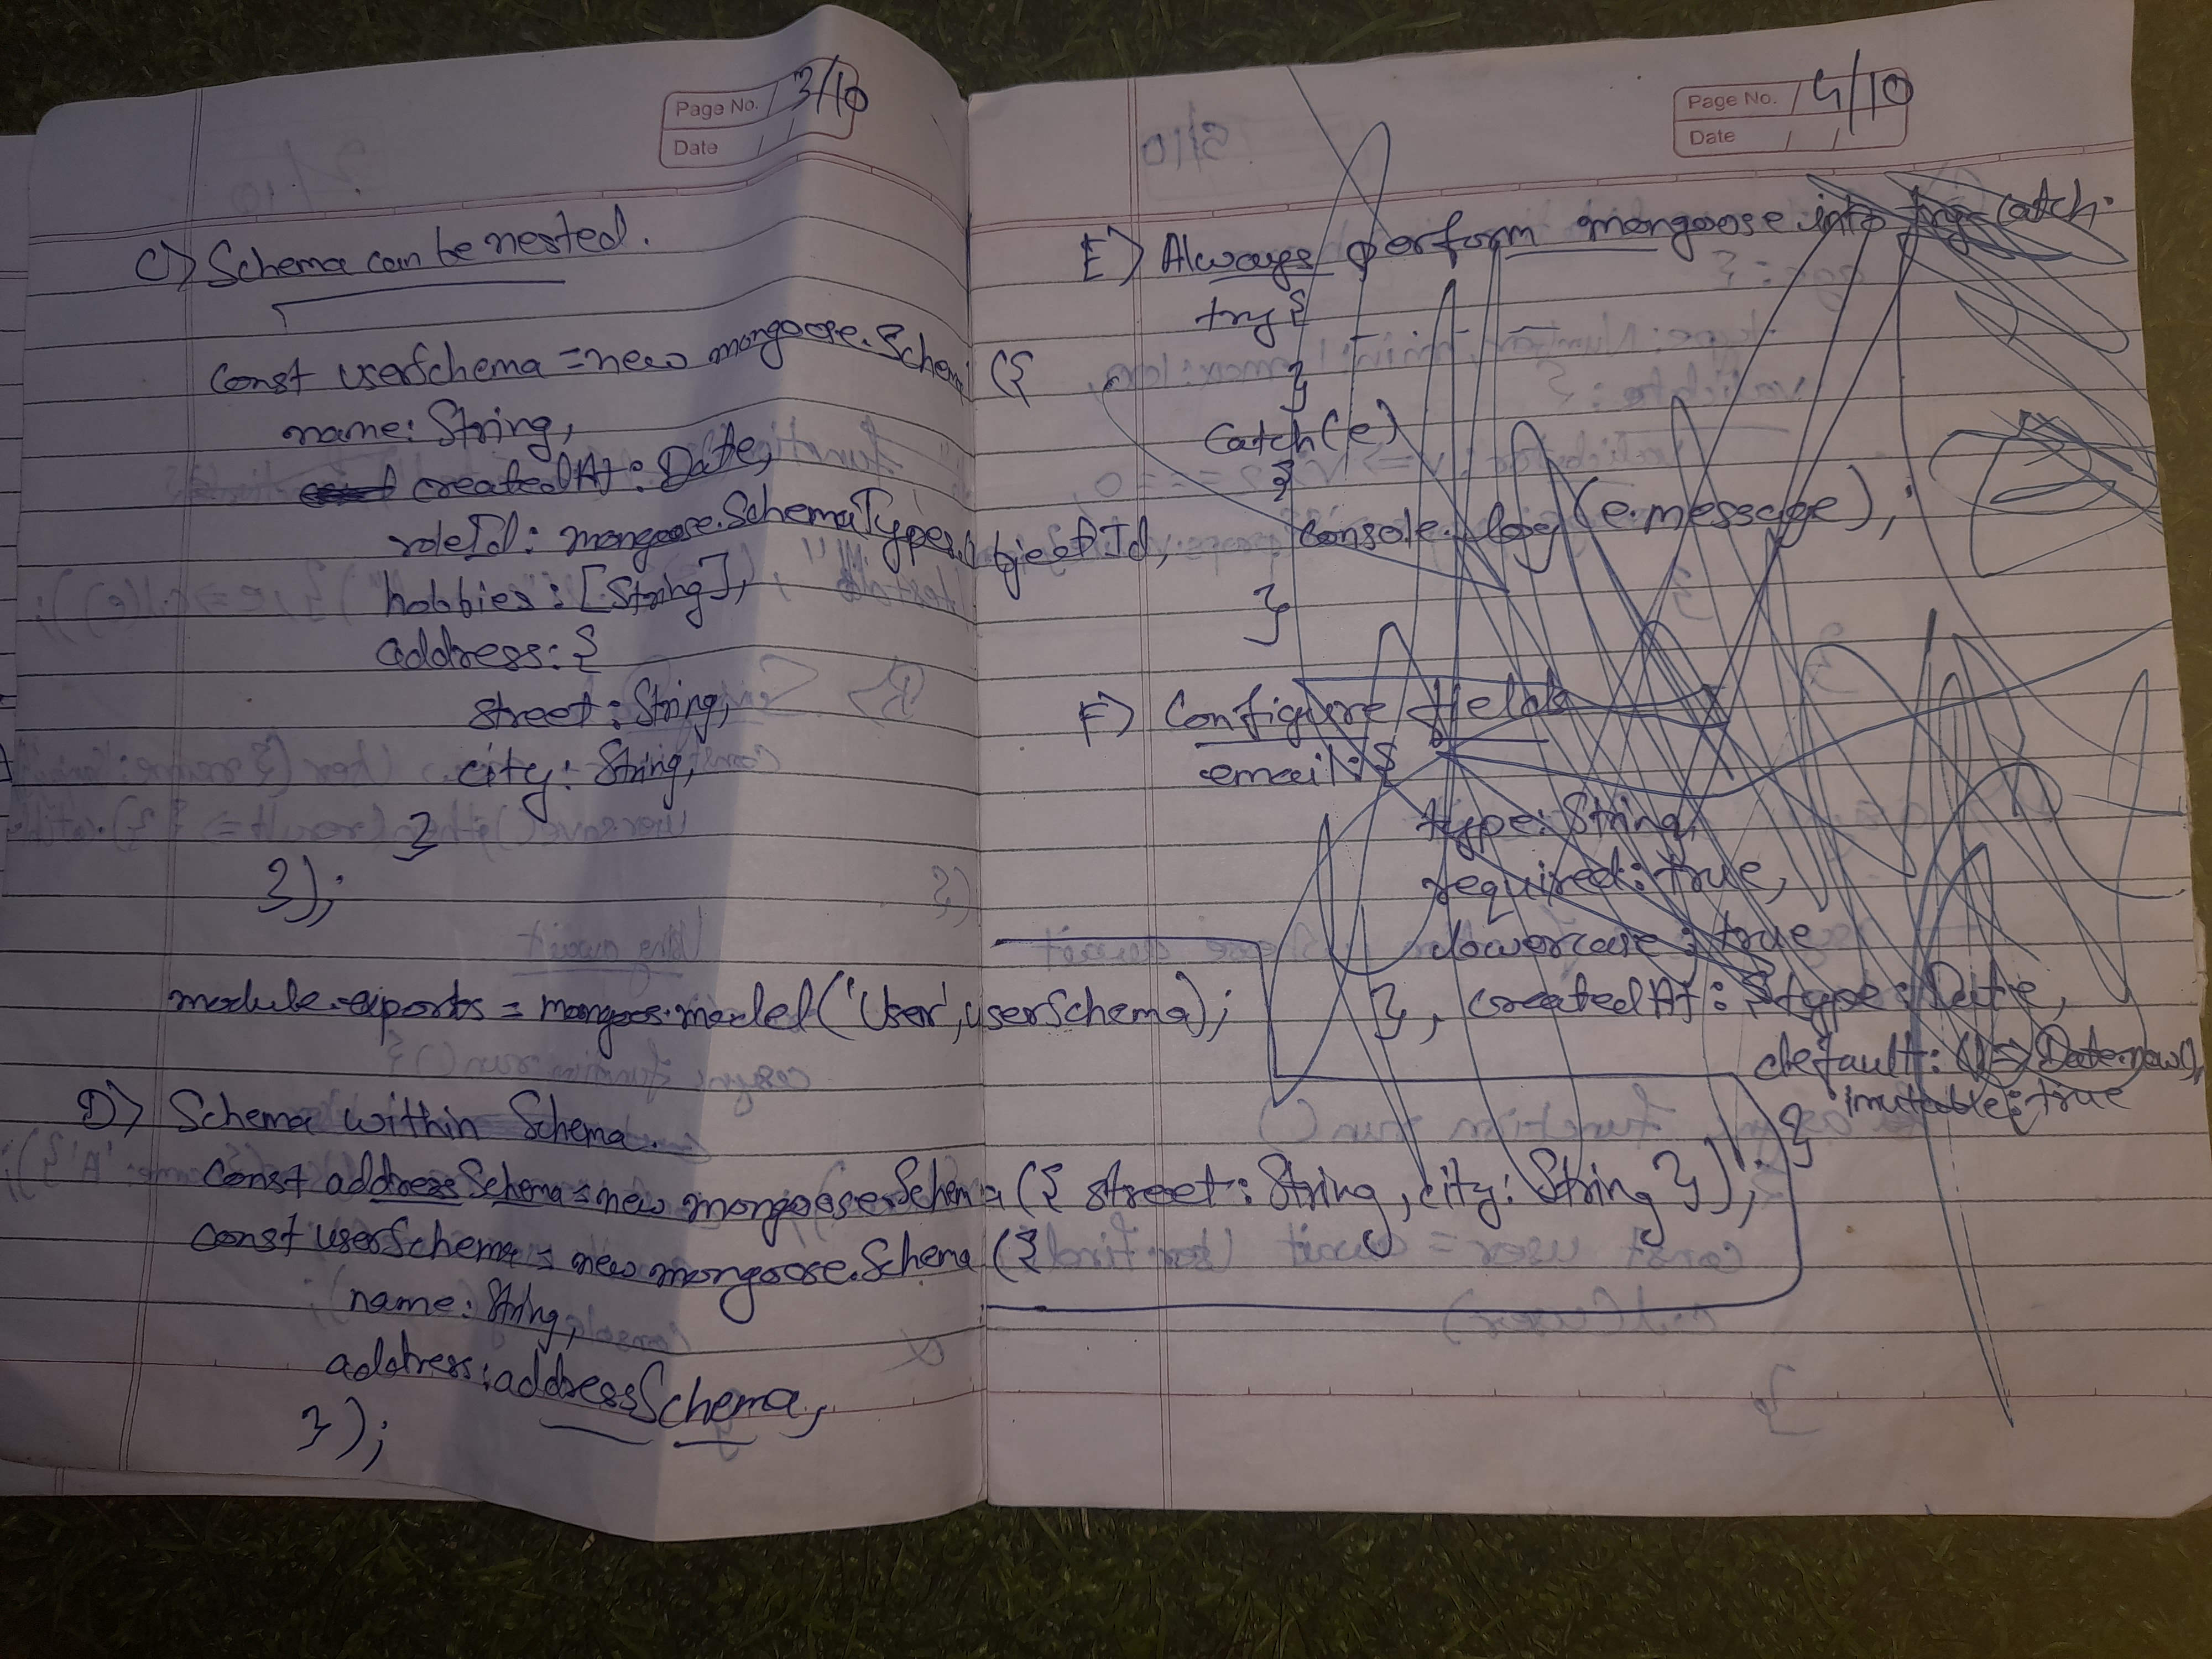 Page No. 3/10
Date / /
C) Schema can be nested.
const userSchema = new mongoose.Schema ({
name: String,
createdAt: Date,
roleId: mongoose.SchemaTypes.ObjectId,
hobbies: [String],
address: {
street: String,
city: String,
}
});
module.exports = mongoos.model('User', userSchema);
D) Schema within Schema.
const addressSchema = new mongoose.Schema ({ street: String, city: String });
const userSchema = new mongoose.Schema ({
name: String,
address: addressSchema,
});
Page No. 4/10
Date / /
E) Always perform mongoose into try-catch.
try {
}
catch(e)
{
console.log(e.message);
}
F) Configure fields
email: {
type: String,
required: true,
lowercase: true
}, createdAt: { type: Date,
default: () => Date.now(),
imutable: true
}